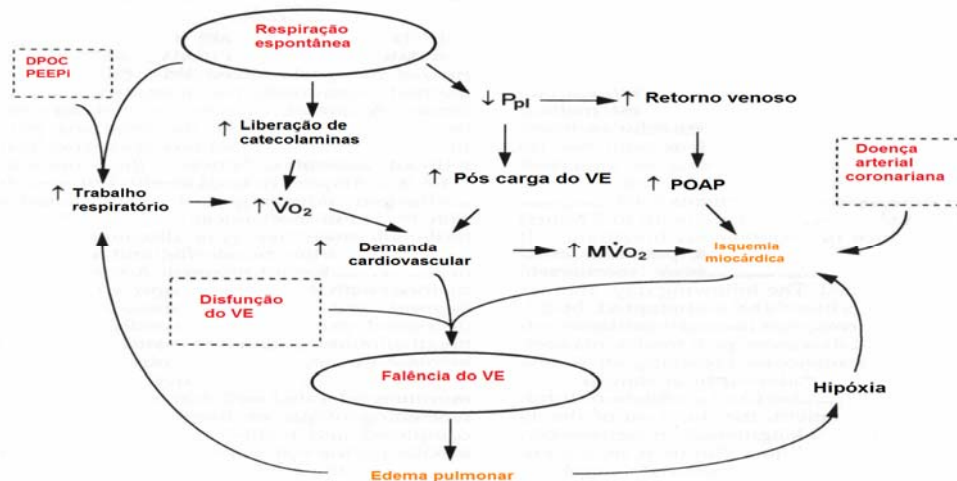 Respiração
espontânea
DPOC
PEEPi
↓ Ppl
↑ Retorno venoso
↑ Liberação de
catecolaminas
Doença
arterial
coronariana
↑ Trabalho
respiratório
↑ V̇O₂
↑ Pós carga do VE
↑ POAP
↑ Demanda
cardiovascular
↑ MV̇O₂
Isquemia
miocárdica
Disfunção
do VE
Falência do VE
Hipóxia
Edema pulmonar